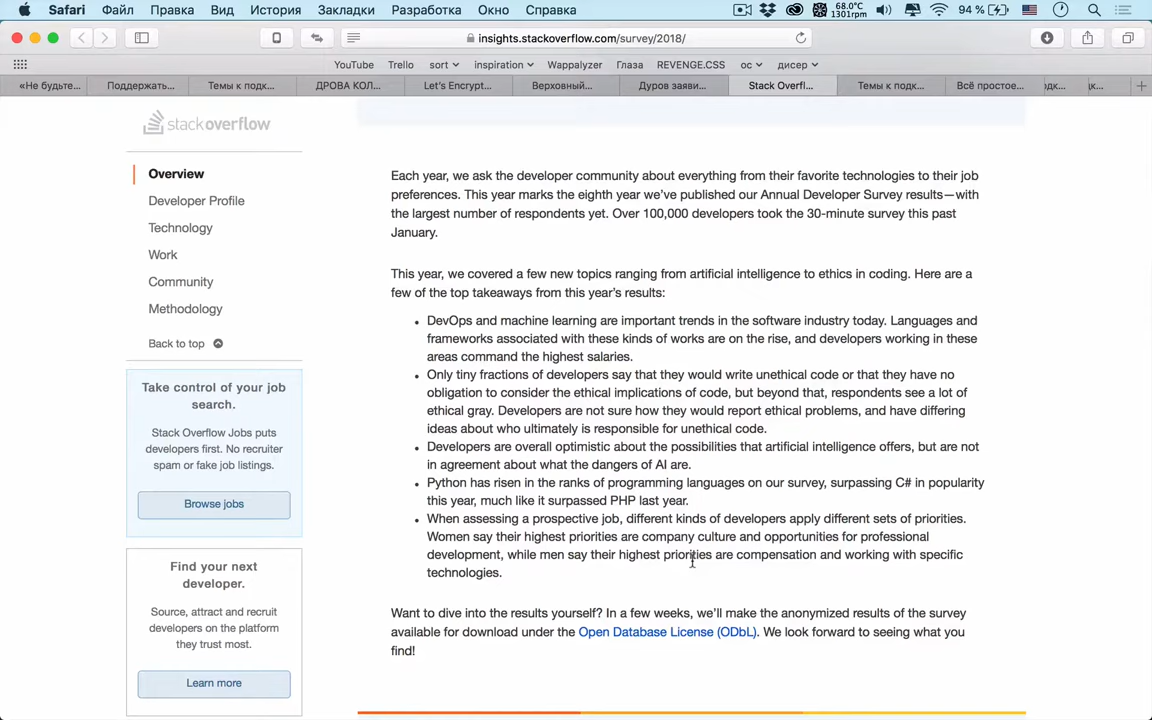 Safari Файл Правка Вид История Закладки Разработка Окно Справка 68.0°C 1301rpm 94 %
insights.stackoverflow.com/survey/2018/
YouTube Trello sort inspiration Wappalyzer Глаза REVENGE.CSS ос дисер
«Не будьте... Поддержать... Темы к подк... ДРОВА КОЛ... Let's Encrypt... Верховный... Дуров заяви... Stack Overfl... Темы к подк... Всё простое... дк... к...
stackoverflow
Overview
Developer Profile
Technology
Work
Community
Methodology
Back to top
Take control of your job
search.
Stack Overflow Jobs puts
developers first. No recruiter
spam or fake job listings.
Browse jobs
Find your next
developer.
Source, attract and recruit
developers on the platform
they trust most.
Learn more
Each year, we ask the developer community about everything from their favorite technologies to their job
preferences. This year marks the eighth year we've published our Annual Developer Survey results—with
the largest number of respondents yet. Over 100,000 developers took the 30-minute survey this past
January.
This year, we covered a few new topics ranging from artificial intelligence to ethics in coding. Here are a
few of the top takeaways from this year's results:
DevOps and machine learning are important trends in the software industry today. Languages and
frameworks associated with these kinds of works are on the rise, and developers working in these
areas command the highest salaries.
Only tiny fractions of developers say that they would write unethical code or that they have no
obligation to consider the ethical implications of code, but beyond that, respondents see a lot of
ethical gray. Developers are not sure how they would report ethical problems, and have differing
ideas about who ultimately is responsible for unethical code.
Developers are overall optimistic about the possibilities that artificial intelligence offers, but are not
in agreement about what the dangers of AI are.
Python has risen in the ranks of programming languages on our survey, surpassing C# in popularity
this year, much like it surpassed PHP last year.
When assessing a prospective job, different kinds of developers apply different sets of priorities.
Women say their highest priorities are company culture and opportunities for professional
development, while men say their highest priorities are compensation and working with specific
technologies.
Want to dive into the results yourself? In a few weeks, we'll make the anonymized results of the survey
available for download under the Open Database License (ODbL). We look forward to seeing what you
find!